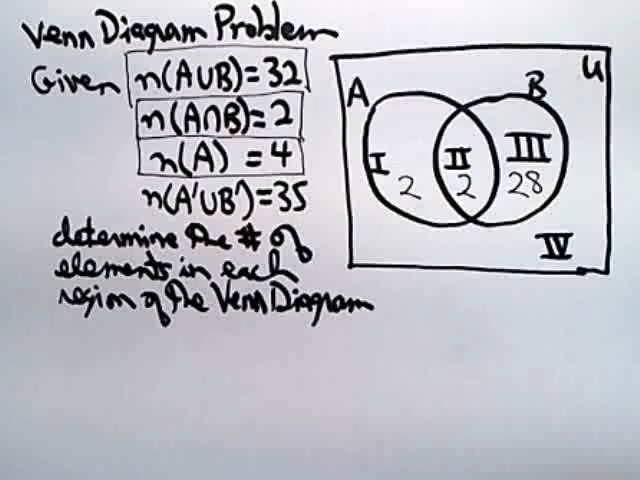 Venn Diagram Problem
Given n(A∪B)=32
n(A∩B)=2
n(A) =4
n(A'∪B')=35
determine the # of
elements in each
region of the Venn Diagram
U
A B
I II III
2 2 28
IV